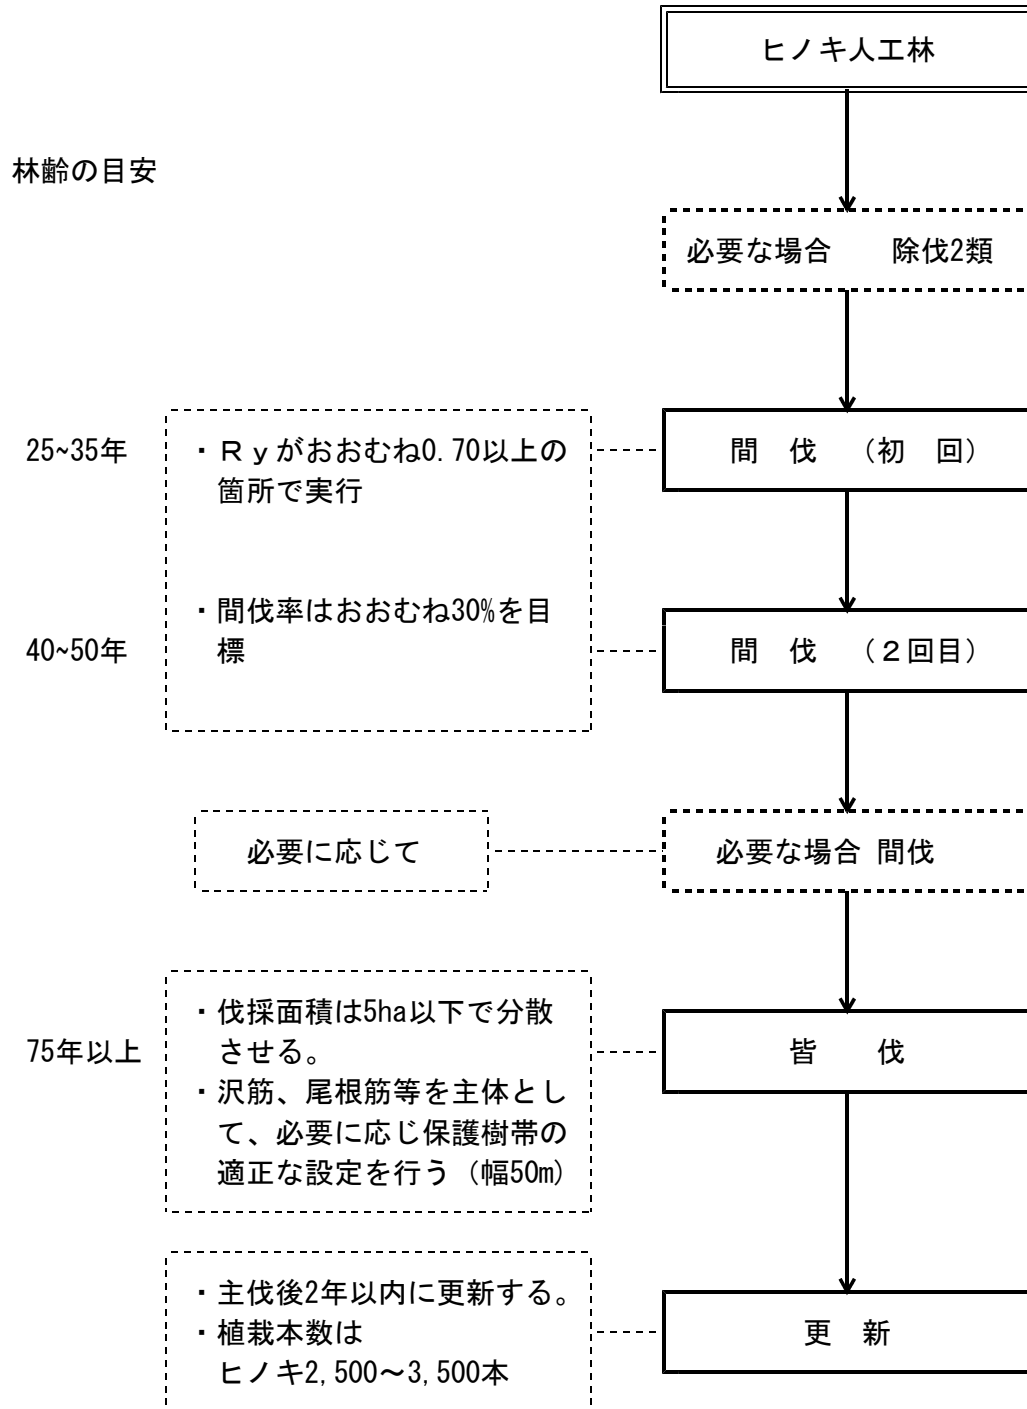 ヒノキ人工林
林齢の目安
必要な場合　　除伐2類
25~35年
・Ｒｙがおおむね0.70以上の
箇所で実行
間　伐　（初　回）
・間伐率はおおむね30%を目
標
40~50年
間　伐　（２回目）
必要に応じて
必要な場合 間伐
75年以上
・伐採面積は5ha以下で分散
させる。
・沢筋、尾根筋等を主体とし
て、必要に応じ保護樹帯の
適正な設定を行う（幅50m）
皆　　伐
・主伐後2年以内に更新する。
・植栽本数は
ヒノキ2,500～3,500本
更　新